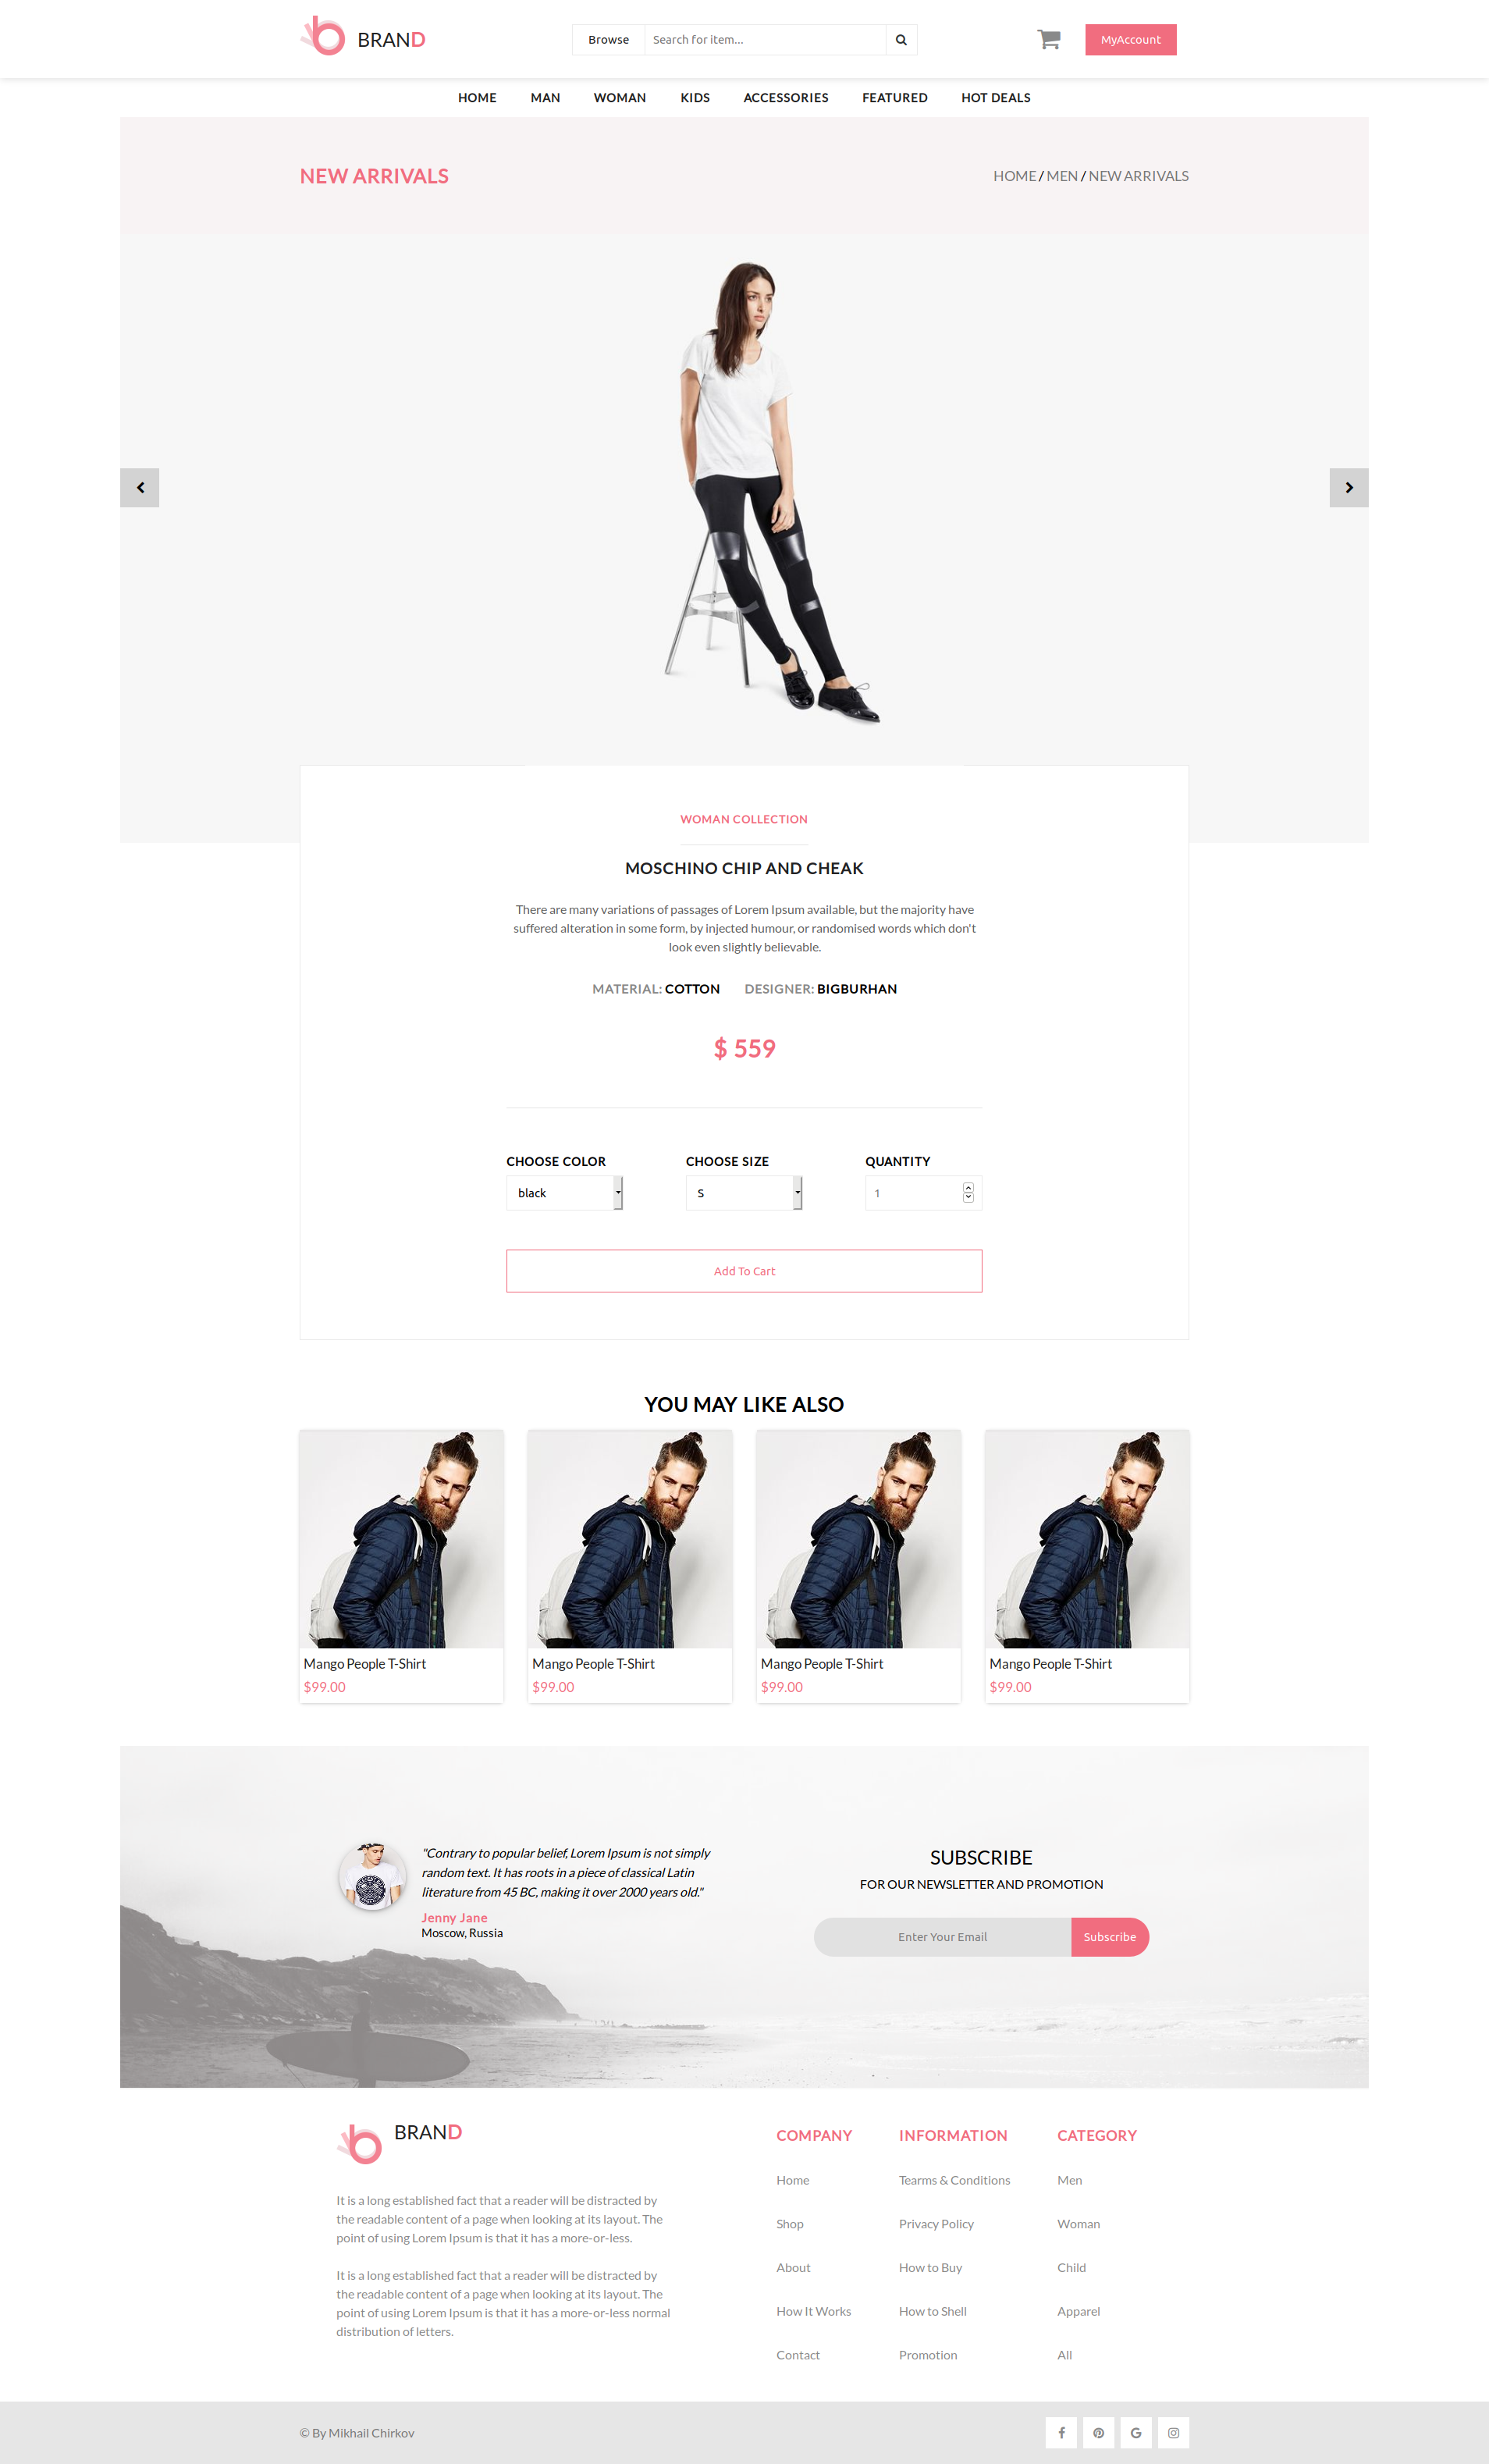 BRAND
Browse
Search for item...
MyAccount
HOME MAN WOMAN KIDS ACCESSORIES FEATURED HOT DEALS
NEW ARRIVALS
HOME / MEN / NEW ARRIVALS
WOMAN COLLECTION
MOSCHINO CHIP AND CHEAK
There are many variations of passages of Lorem Ipsum available, but the majority have
suffered alteration in some form, by injected humour, or randomised words which don't
look even slightly believable.
MATERIAL: COTTON DESIGNER: BIGBURHAN
$ 559
CHOOSE COLOR CHOOSE SIZE QUANTITY
black S 1
Add To Cart
YOU MAY LIKE ALSO
Mango People T-Shirt
$99.00
Mango People T-Shirt
$99.00
Mango People T-Shirt
$99.00
Mango People T-Shirt
$99.00
"Contrary to popular belief, Lorem Ipsum is not simply
random text. It has roots in a piece of classical Latin
literature from 45 BC, making it over 2000 years old."
Jenny Jane
Moscow, Russia
SUBSCRIBE
FOR OUR NEWSLETTER AND PROMOTION
Enter Your Email
Subscribe
BRAND
It is a long established fact that a reader will be distracted by
the readable content of a page when looking at its layout. The
point of using Lorem Ipsum is that it has a more-or-less.
It is a long established fact that a reader will be distracted by
the readable content of a page when looking at its layout. The
point of using Lorem Ipsum is that it has a more-or-less normal
distribution of letters.
COMPANY
Home
Shop
About
How It Works
Contact
INFORMATION
Tearms & Conditions
Privacy Policy
How to Buy
How to Shell
Promotion
CATEGORY
Men
Woman
Child
Apparel
All
© By Mikhail Chirkov